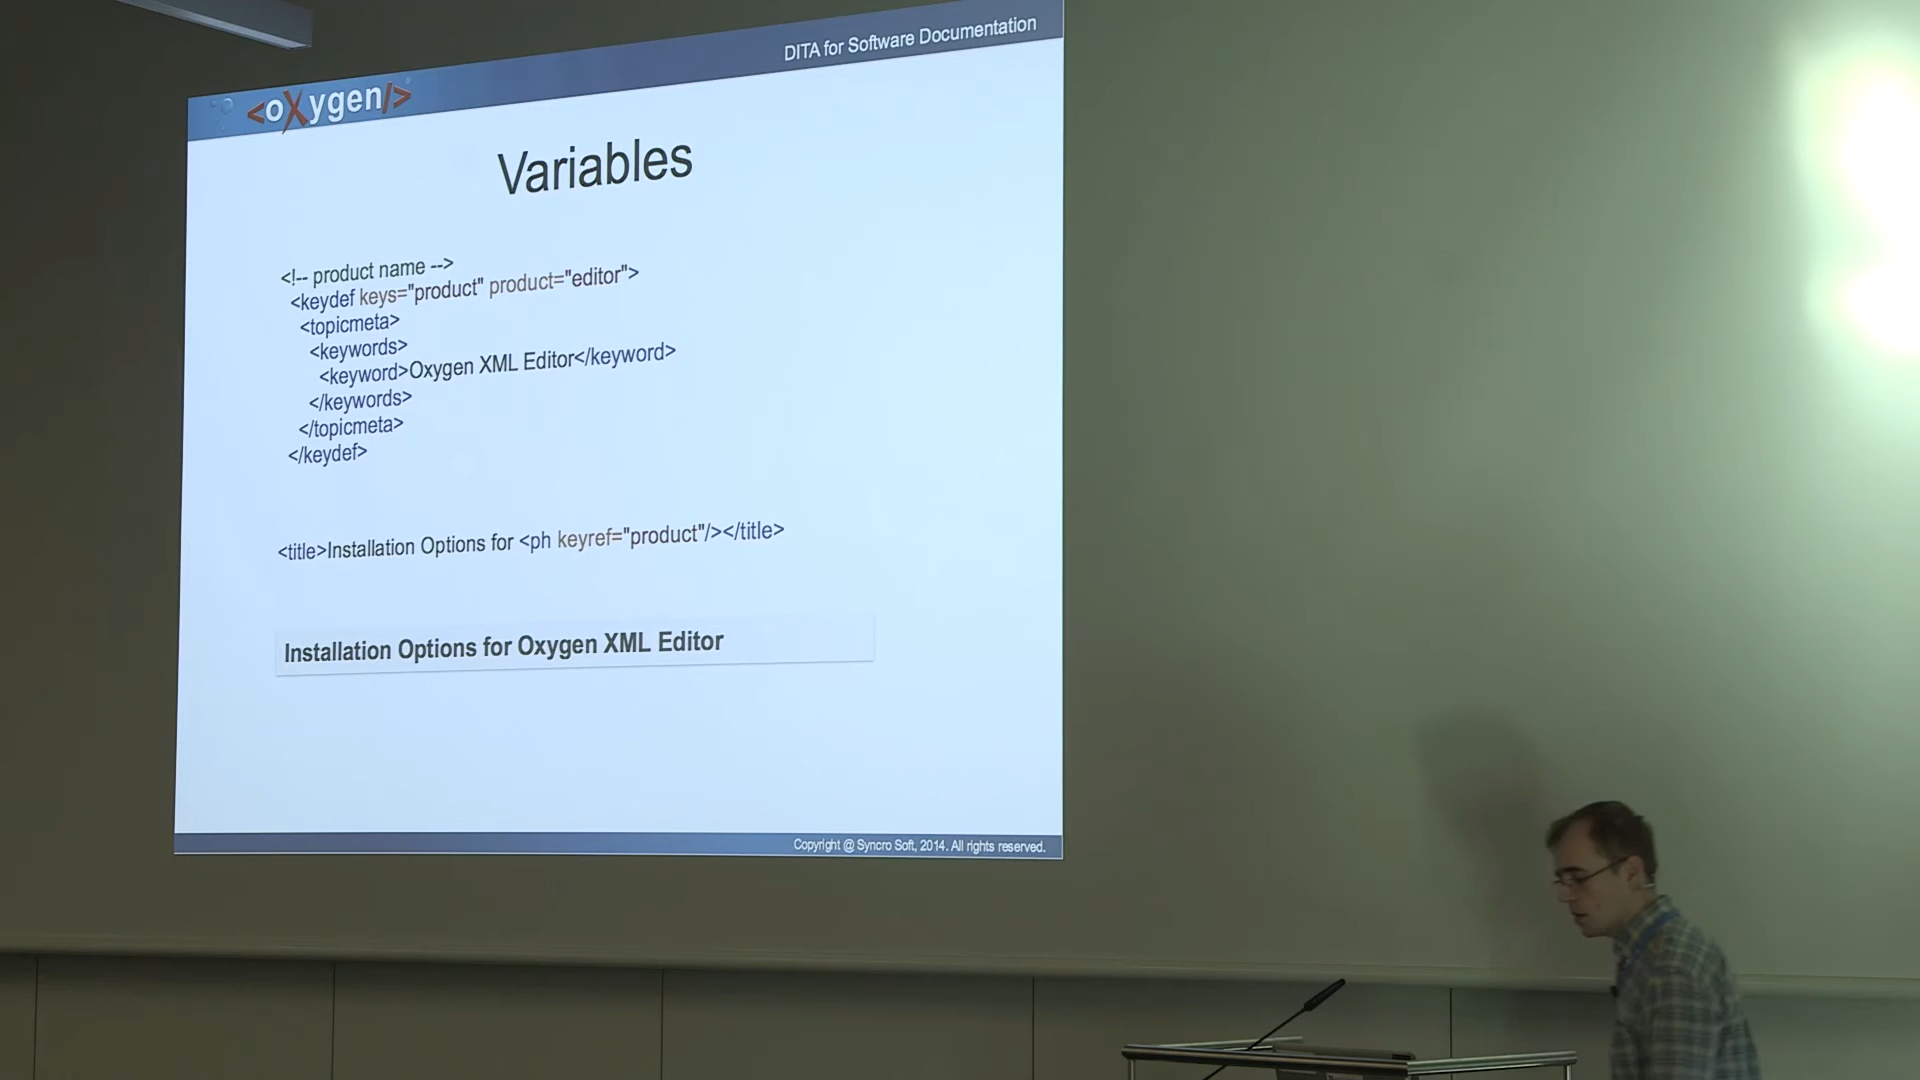 DITA for Software Documentation
<oXygen/>
Variables
<!-- product name -->
<keydef keys="product" product="editor">
<topicmeta>
<keywords>
<keyword>Oxygen XML Editor</keyword>
</keywords>
</topicmeta>
</keydef>
<title>Installation Options for <ph keyref="product"/></title>
Installation Options for Oxygen XML Editor
Copyright @ Syncro Soft, 2014. All rights reserved.